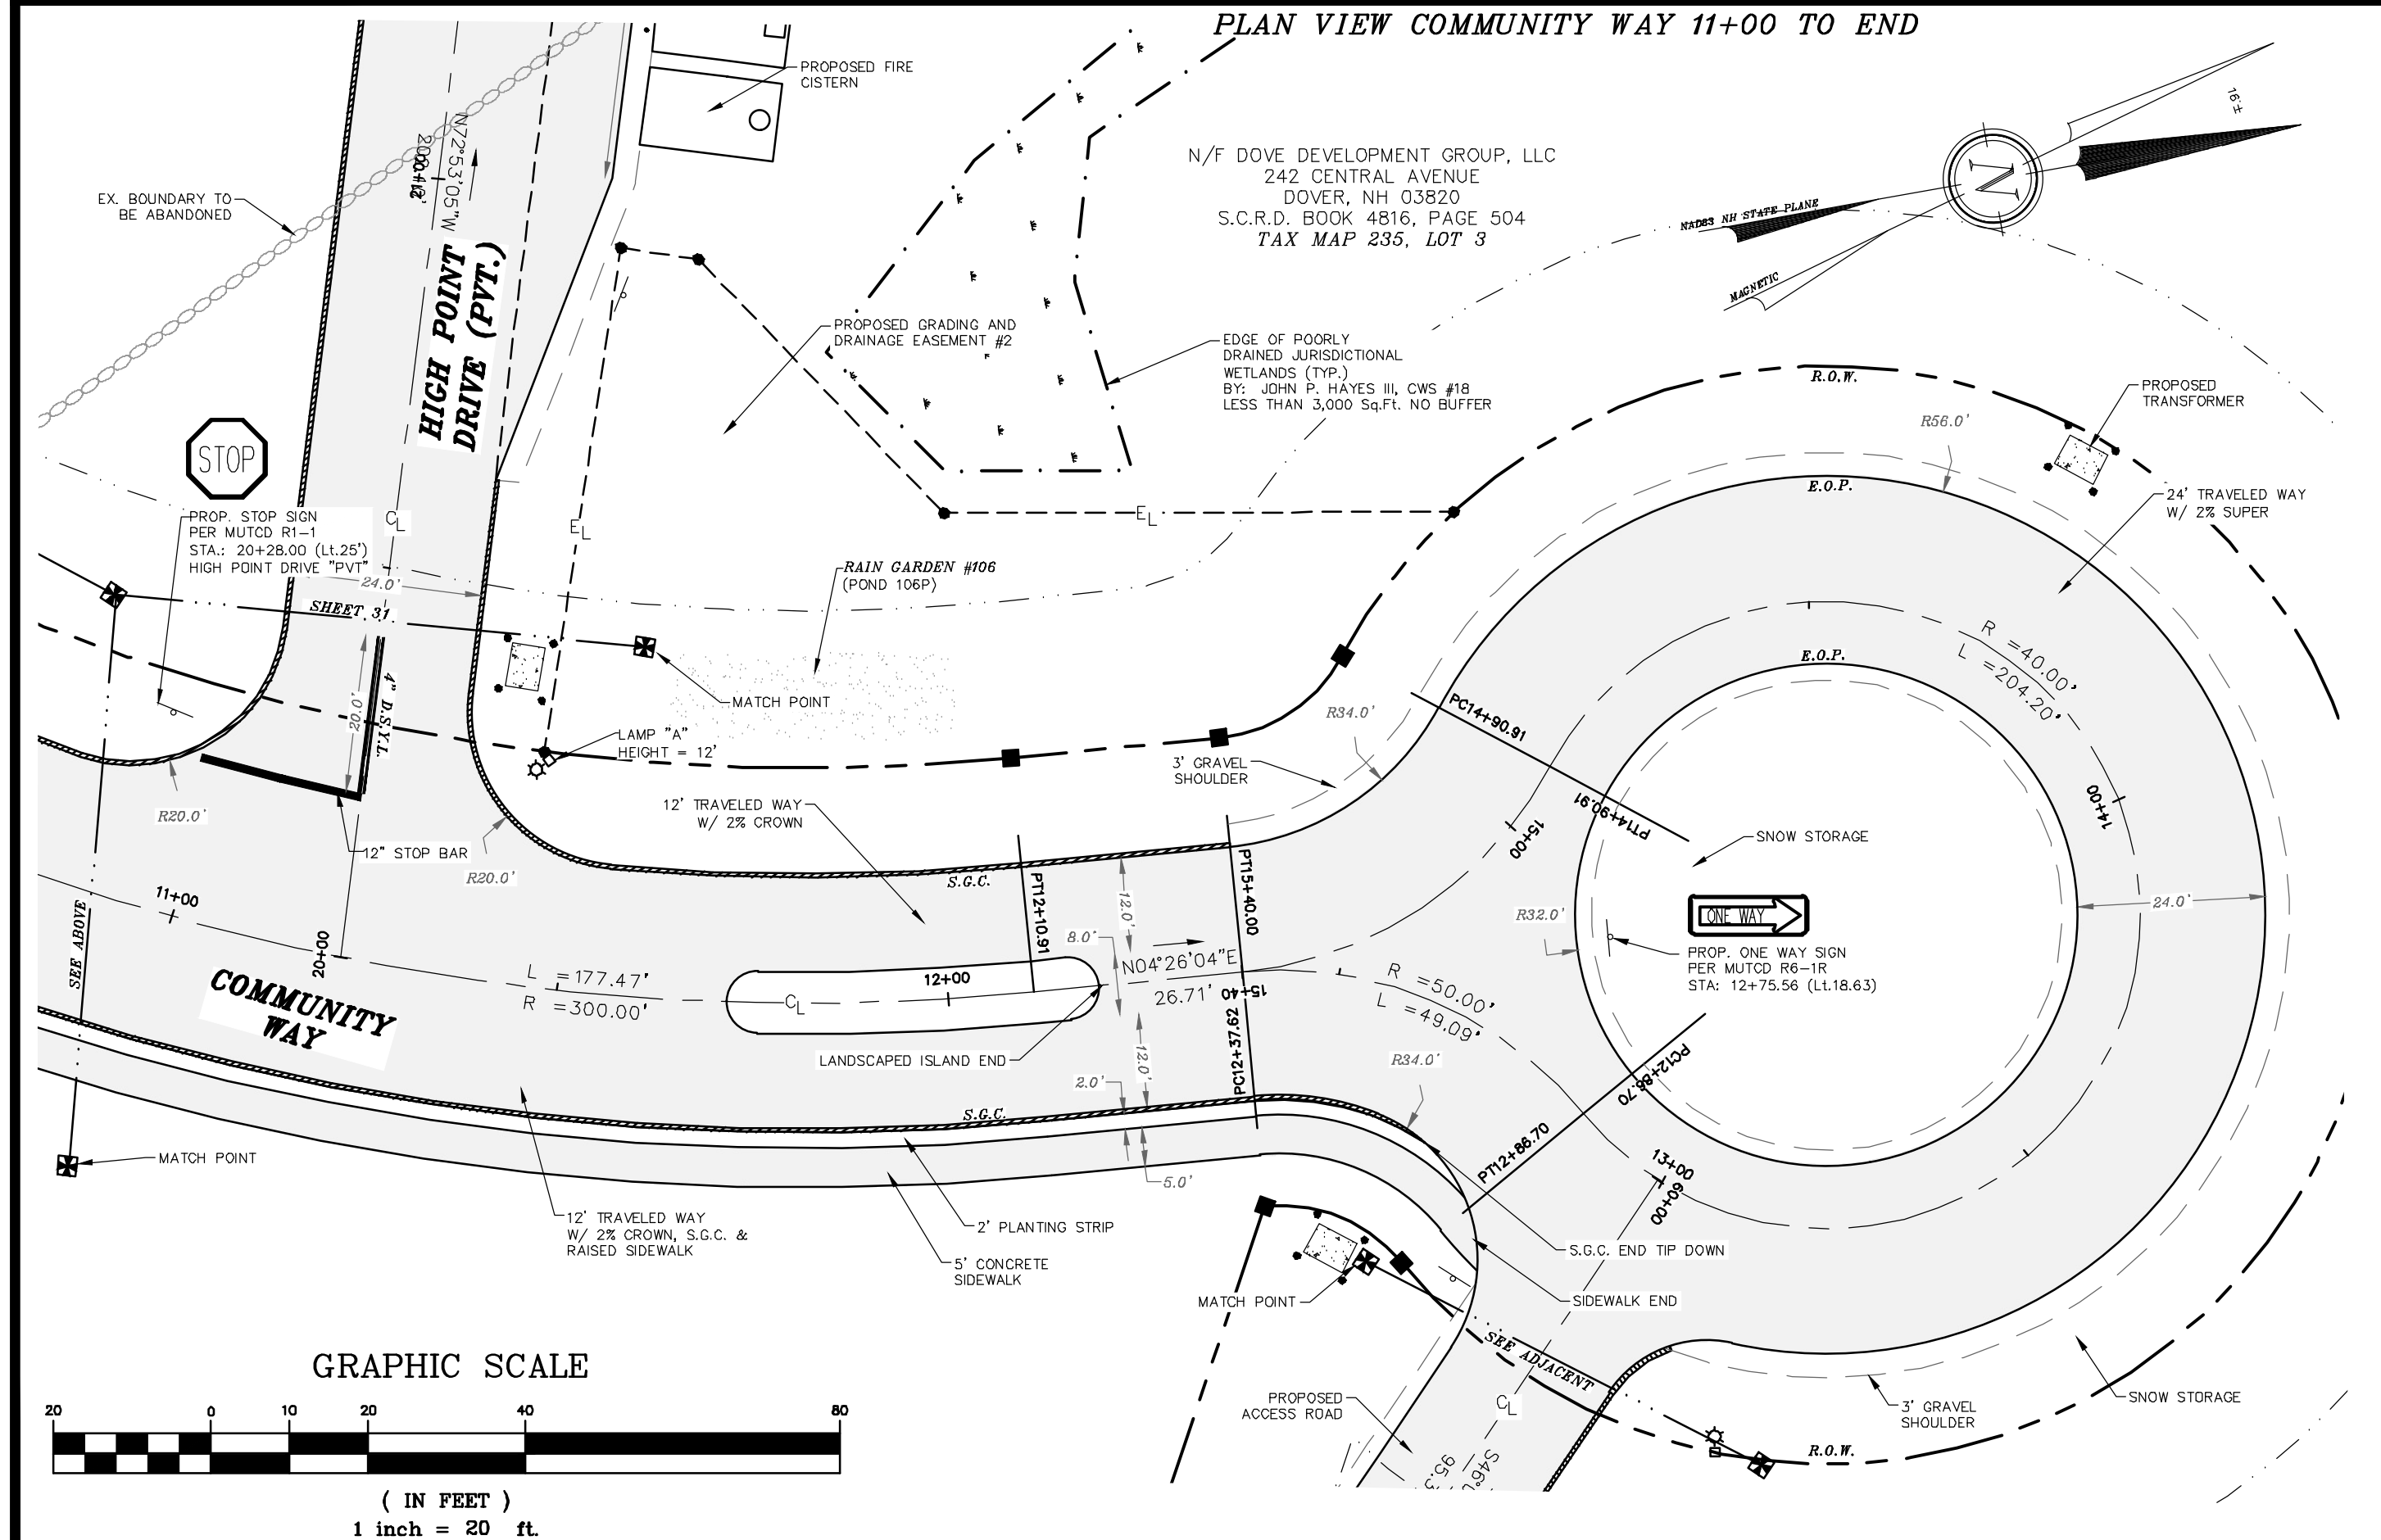 PLAN VIEW COMMUNITY WAY 11+00 TO END
PROPOSED FIRE
CISTERN
16'±
N/F DOVE DEVELOPMENT GROUP, LLC
242 CENTRAL AVENUE
DOVER, NH 03820
S.C.R.D. BOOK 4816, PAGE 504
TAX MAP 235, LOT 3
N
NAD83 NH STATE PLANE
MAGNETIC
EX. BOUNDARY TO
BE ABANDONED
N72°53'05"W
HIGH POINT
DRIVE (PVT.)
PROPOSED GRADING AND
DRAINAGE EASEMENT #2
EDGE OF POORLY
DRAINED JURISDICTIONAL
WETLANDS (TYP.)
BY: JOHN P. HAYES III, CWS #18
LESS THAN 3,000 Sq.Ft. NO BUFFER
R.O.W.
PROPOSED
TRANSFORMER
R56.0'
STOP
E.O.P.
24' TRAVELED WAY
W/ 2% SUPER
PROP. STOP SIGN
PER MUTCD R1-1
STA.: 20+28.00 (Lt.25')
HIGH POINT DRIVE "PVT"
CL
EL
EL
24.0'
RAIN GARDEN #106
(POND 106P)
SHEET 31
R =40.00'
L =204.20'
E.O.P.
20.0'
4" D.S.Y.L.
MATCH POINT
LAMP "A"
HEIGHT = 12'
R34.0'
PC14+90.91
PT14+90.91
3' GRAVEL
SHOULDER
14+00
15+00
12' TRAVELED WAY
W/ 2% CROWN
SNOW STORAGE
R20.0'
12" STOP BAR
R20.0'
S.G.C.
PT12+10.91
12.0'
PT15+40.00
11+00
SEE ABOVE
20+00
8.0'
R32.0'
ONE WAY
24.0'
COMMUNITY
WAY
L =177.47'
R =300.00'
CL
12+00
N04°26'04"E
26.71'
15+40
R =50.00'
L =49.09'
PROP. ONE WAY SIGN
PER MUTCD R6-1R
STA: 12+75.56 (Lt.18.63)
LANDSCAPED ISLAND END
12.0'
PC12+37.62
R34.0'
PC12+86.70
2.0'
S.G.C.
PT12+86.70
MATCH POINT
5.0'
13+00
60+00
12' TRAVELED WAY
W/ 2% CROWN, S.G.C. &
RAISED SIDEWALK
2' PLANTING STRIP
5' CONCRETE
SIDEWALK
S.G.C. END TIP DOWN
MATCH POINT
SIDEWALK END
SEE ADJACENT
PROPOSED
ACCESS ROAD
CL
3' GRAVEL
SHOULDER
SNOW STORAGE
R.O.W.
GRAPHIC SCALE
20 0 10 20 40 80
( IN FEET )
1 inch = 20 ft.